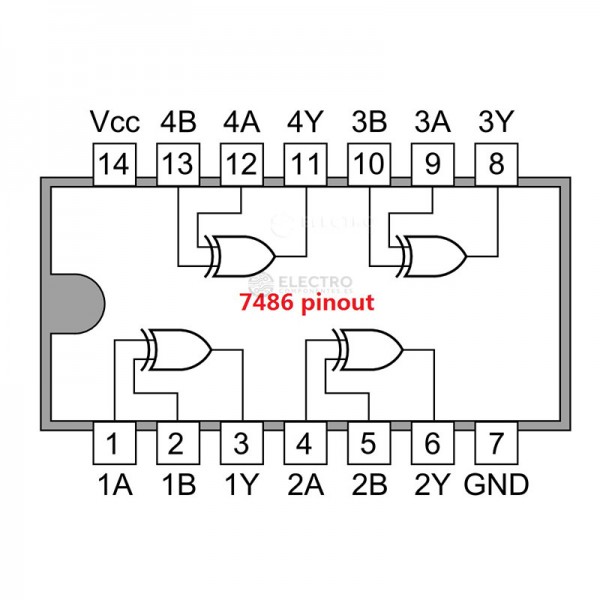 Vcc 4B 4A 4Y 3B 3A 3Y
14 13 12 11 10 9 8
ELECTRO
ELECTRO
7486 pinout
1 2 3 4 5 6 7
1A 1B 1Y 2A 2B 2Y GND